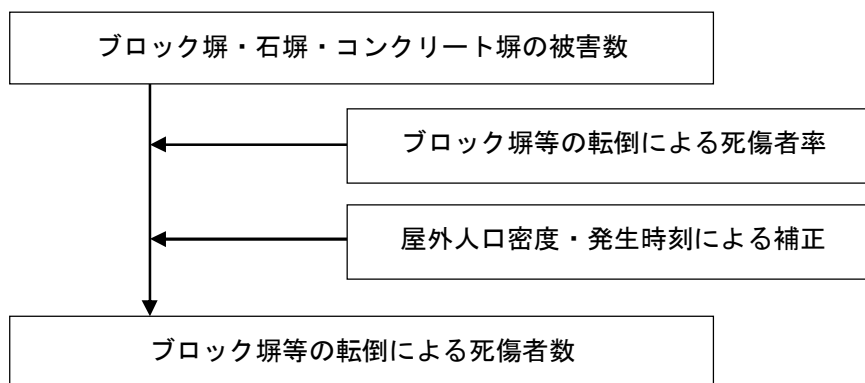 ブロック塀・石塀・コンクリート塀の被害数
ブロック塀等の転倒による死傷者率
屋外人口密度・発生時刻による補正
ブロック塀等の転倒による死傷者数